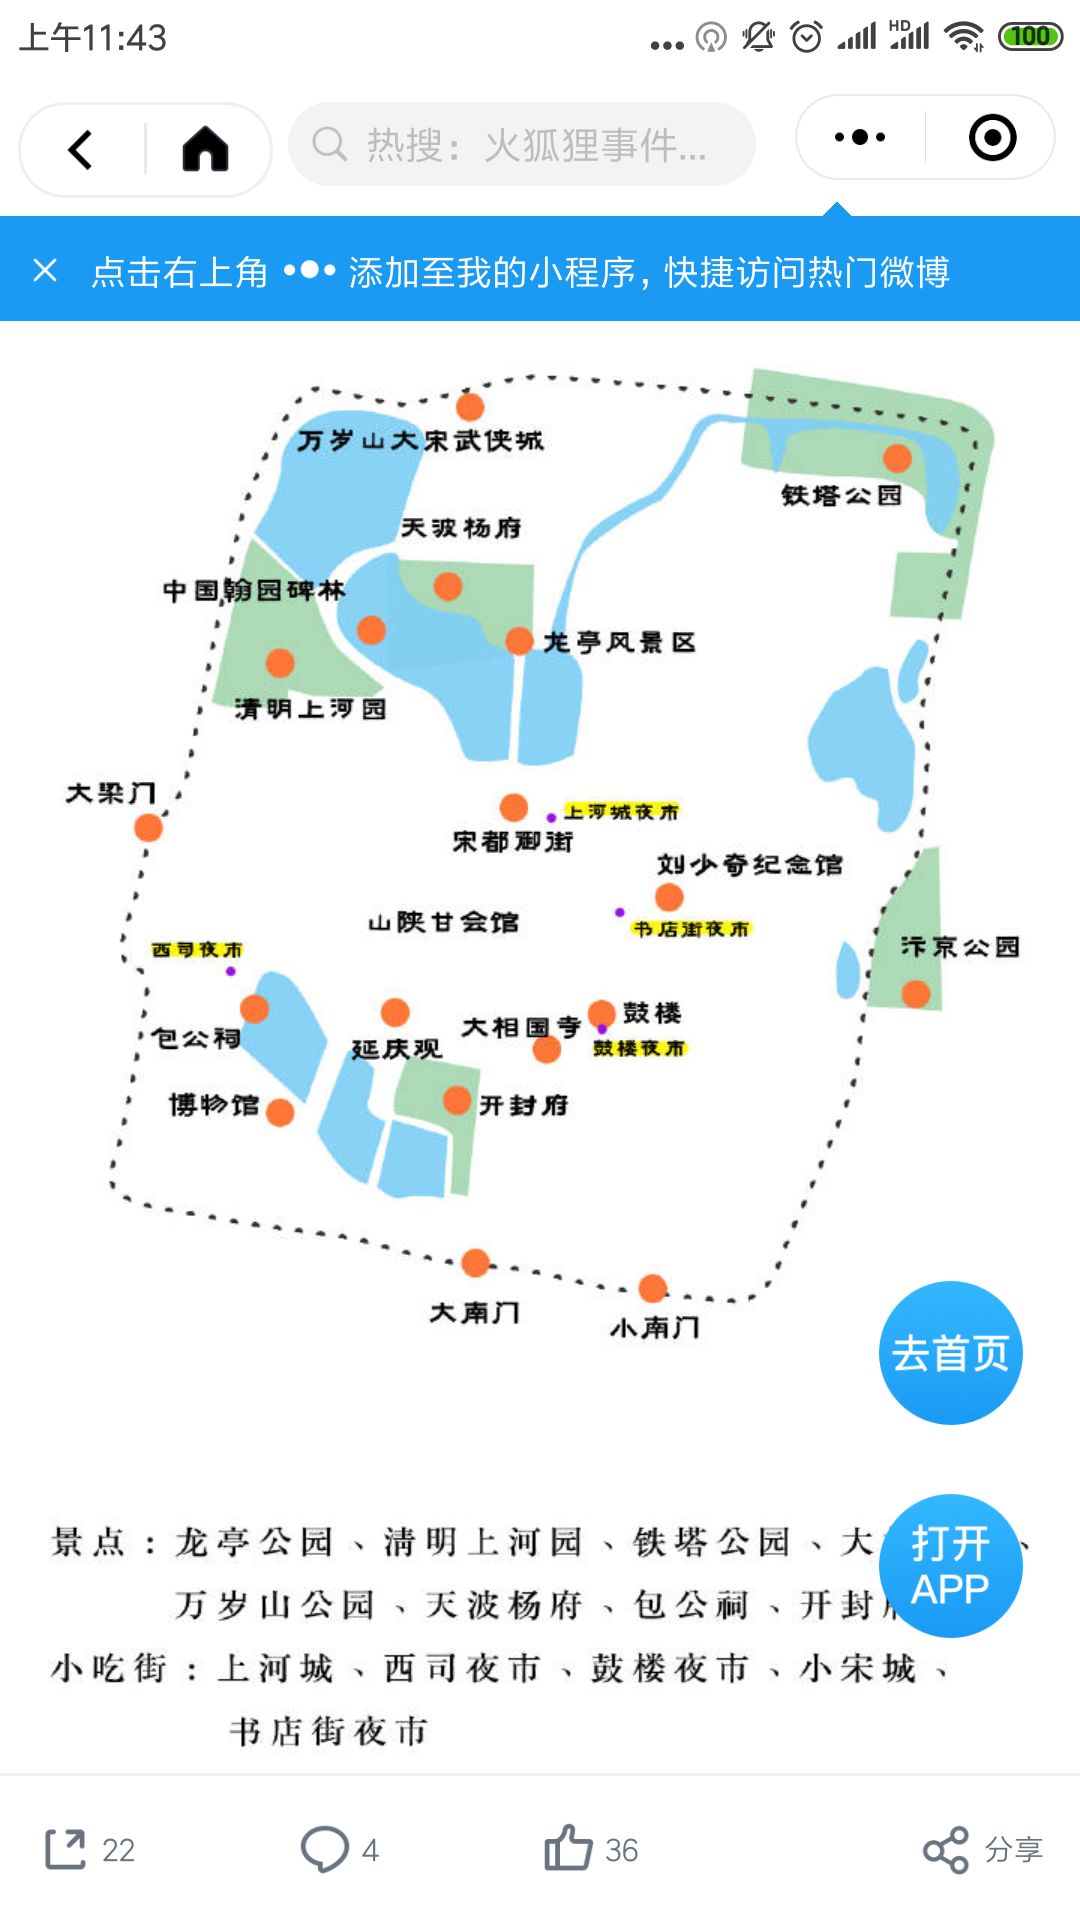 上午11:43
HD
100
热搜：火狐狸事件...
点击右上角 添加至我的小程序，快捷访问热门微博
万岁山大宋武侠城
铁塔公园
天波杨府
中国翰园碑林
龙亭风景区
清明上河园
大梁门
上河城夜市
宋都御街
刘少奇纪念馆
山陕甘会馆
书店街夜市
西司夜市
汴京公园
鼓楼
大相国寺
包公祠
延庆观
鼓楼夜市
博物馆
开封府
大南门
小南门
去首页
景点：龙亭公园、清明上河园、铁塔公园、大
、
打开
APP
万岁山公园、天波杨府、包公祠、开封
小吃街：上河城、西司夜市、鼓楼夜市、小宋城、
书店街夜市
22
4
36
分享